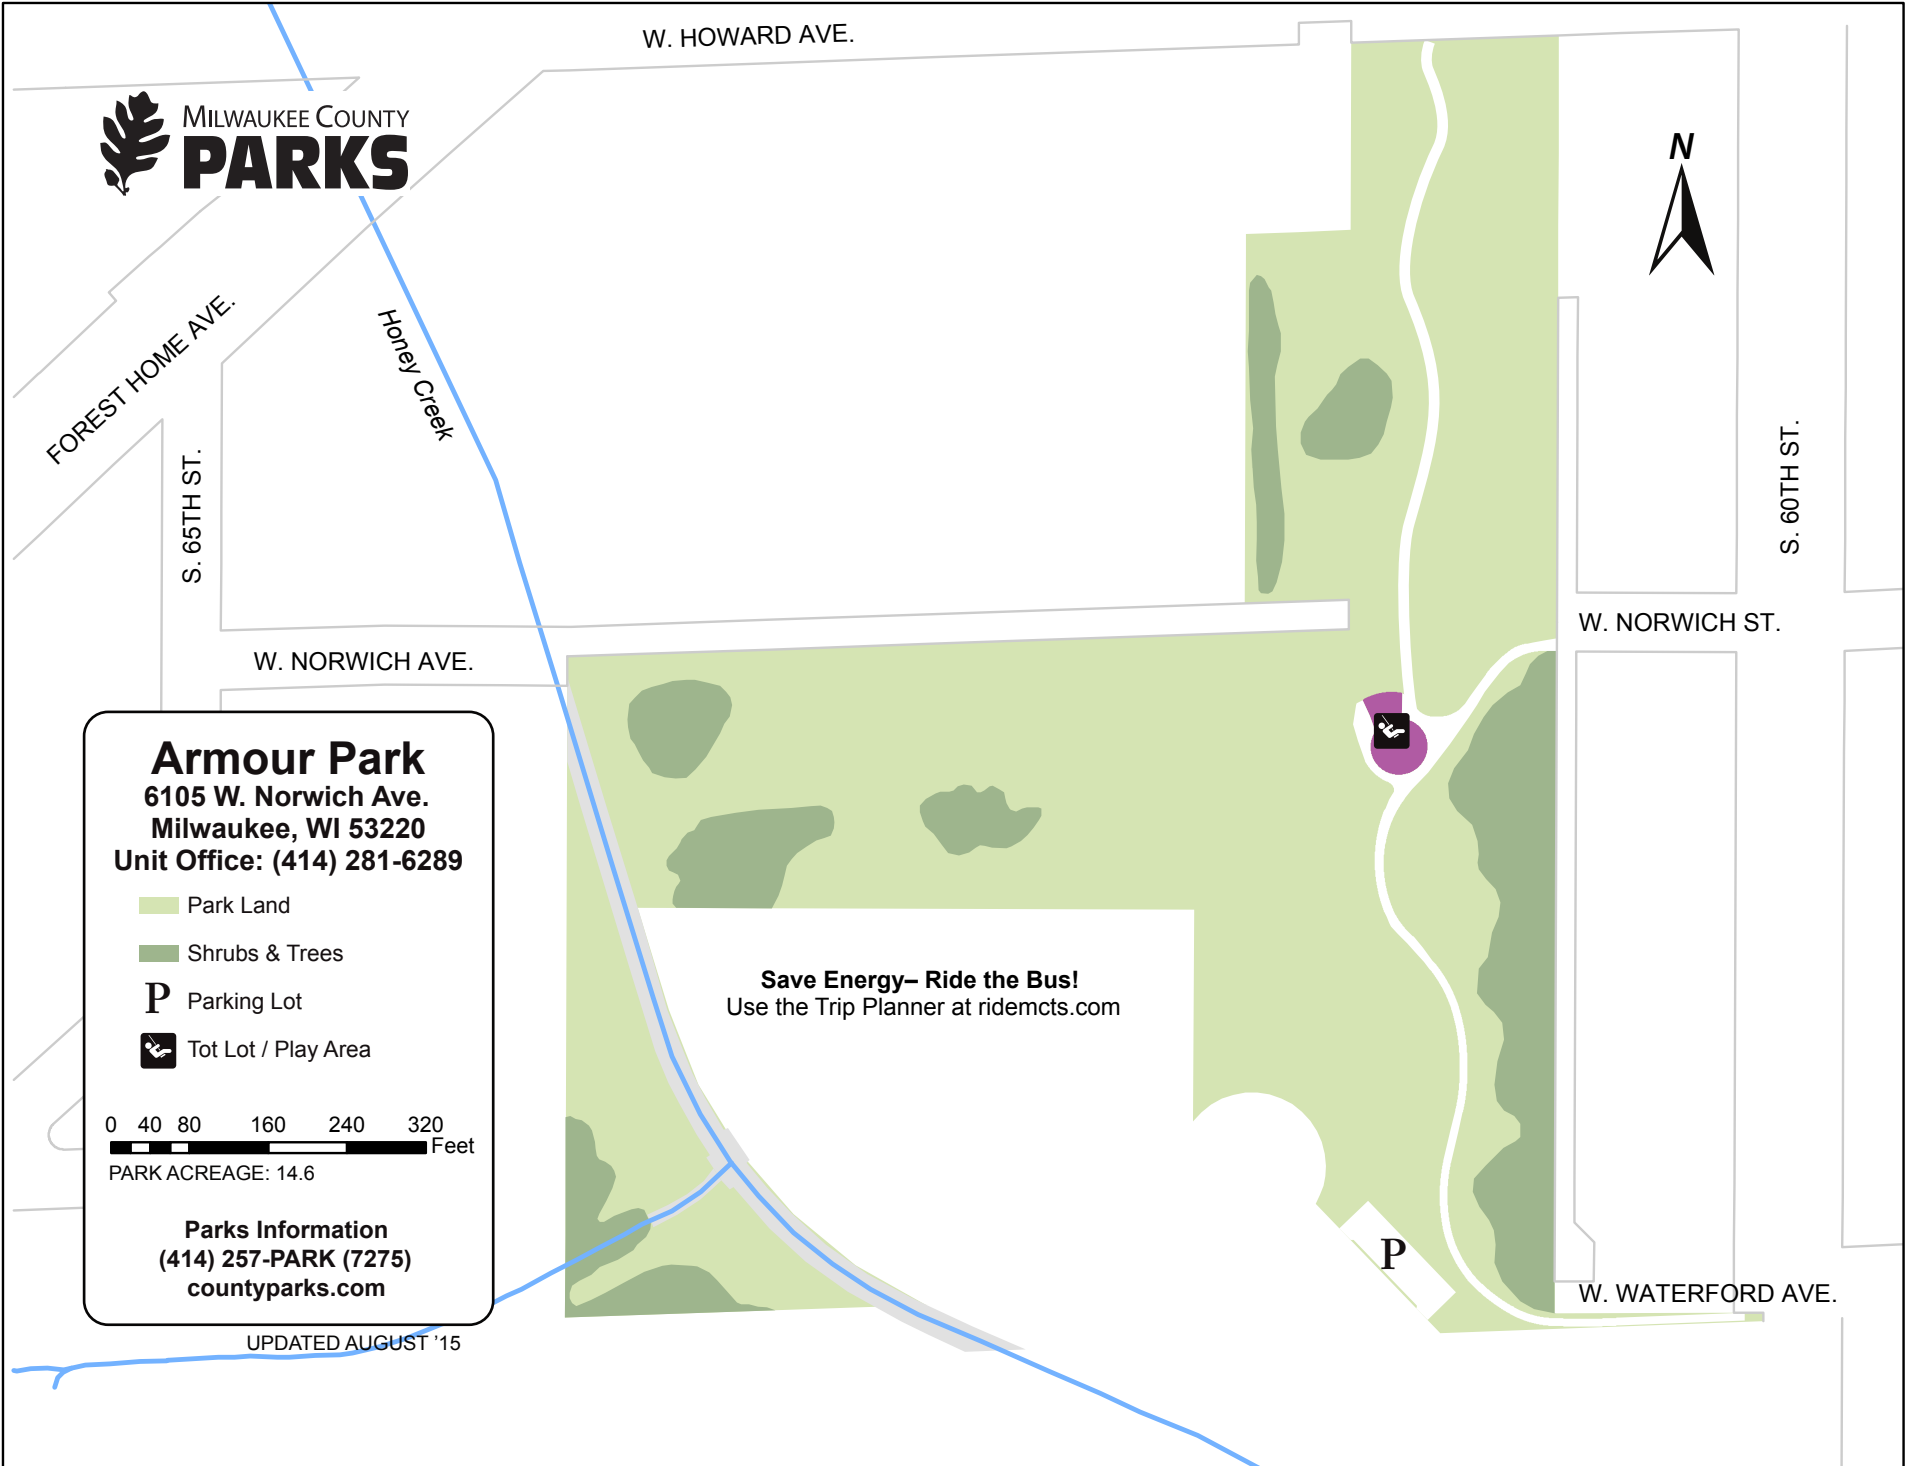 W. HOWARD AVE.
MILWAUKEE COUNTY
PARKS
N
FOREST HOME AVE.
Honey Creek
S. 65TH ST.
S. 60TH ST.
W. NORWICH ST.
W. NORWICH AVE.
Armour Park
6105 W. Norwich Ave.
Milwaukee, WI 53220
Unit Office: (414) 281-6289
Park Land
Shrubs & Trees
P Parking Lot
Tot Lot / Play Area
0 40 80 160 240 320
Feet
PARK ACREAGE: 14.6
Parks Information
(414) 257-PARK (7275)
countyparks.com
UPDATED AUGUST '15
Save Energy– Ride the Bus!
Use the Trip Planner at ridemcts.com
P
W. WATERFORD AVE.